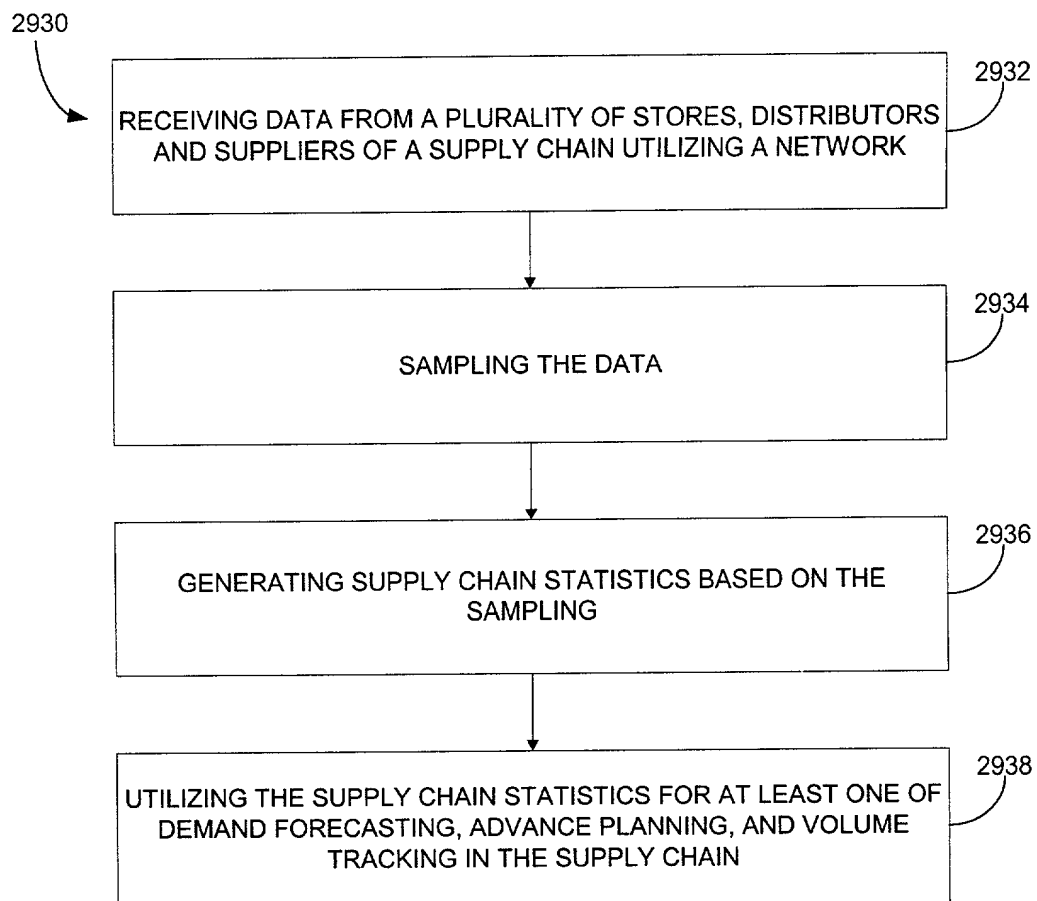 2930
2932
RECEIVING DATA FROM A PLURALITY OF STORES, DISTRIBUTORS
AND SUPPLIERS OF A SUPPLY CHAIN UTILIZING A NETWORK
2934
SAMPLING THE DATA
2936
GENERATING SUPPLY CHAIN STATISTICS BASED ON THE
SAMPLING
2938
UTILIZING THE SUPPLY CHAIN STATISTICS FOR AT LEAST ONE OF
DEMAND FORECASTING, ADVANCE PLANNING, AND VOLUME
TRACKING IN THE SUPPLY CHAIN